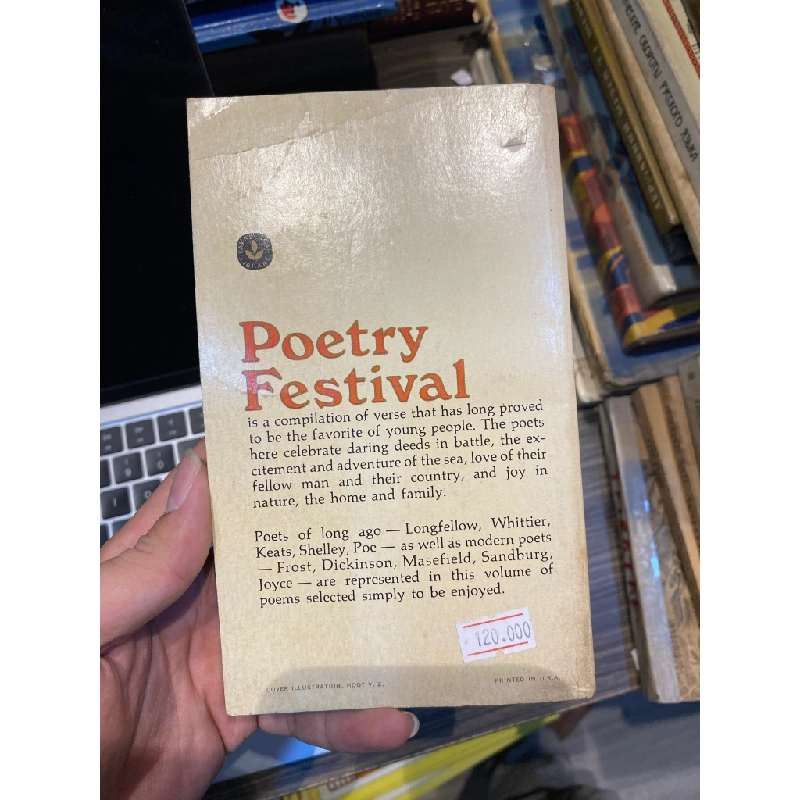 Poetry
Festival
is a compilation of verse that has long proved
to be the favorite of young people. The poets
here celebrate daring deeds in battle, the ex-
citement and adventure of the sea, love of their
fellow man and their country, and joy in
nature, the home and family.
Poets of long ago — Longfellow, Whittier,
Keats, Shelley, Poe — as well as modern poets
— Frost, Dickinson, Masefield, Sandburg,
Joyce — are represented in this volume of
poems selected simply to be enjoyed.
120.000
COVER ILLUSTRATION:
PRINTED IN U.S.A.